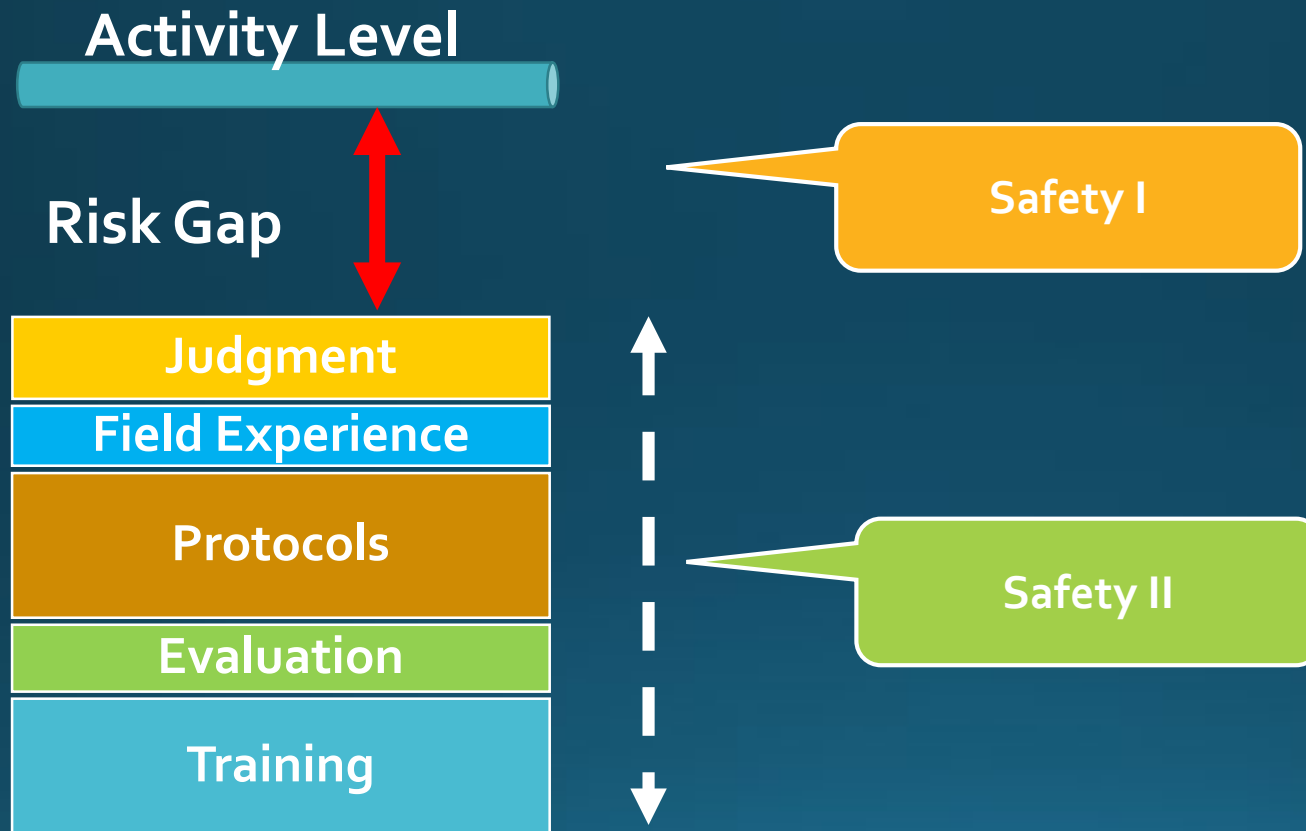 Activity Level
Safety I
Risk Gap
Judgment
Field Experience
Protocols
Safety II
Evaluation
Training